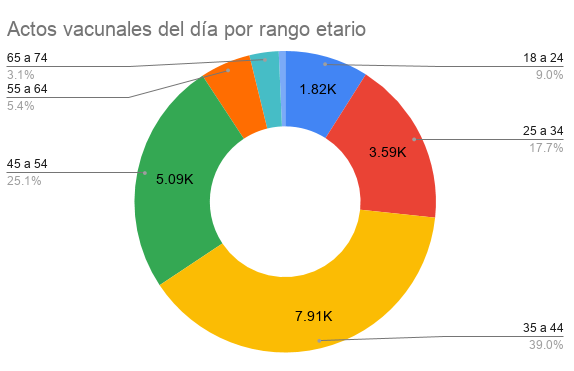 Actos vacunales del día por rango etario
65 a 74
3.1%
55 a 64
5.4%
45 a 54
25.1%
18 a 24
9.0%
25 a 34
17.7%
35 a 44
39.0%
1.82K
3.59K
5.09K
7.91K